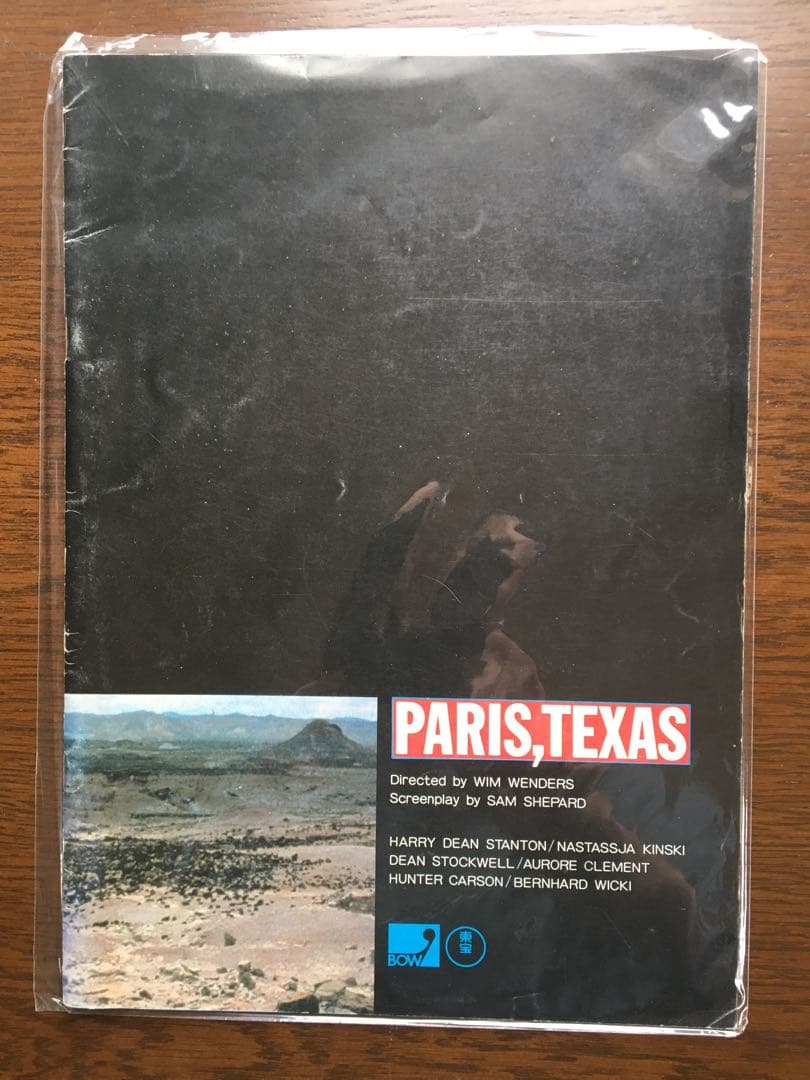 PARIS,TEXAS
Directed by WIM WENDERS
Screenplay by SAM SHEPARD
HARRY DEAN STANTON/NASTASSJA KINSKI
DEAN STOCKWELL/AURORE CLEMENT
HUNTER CARSON/BERNHARD WICKI
BOW
東宝